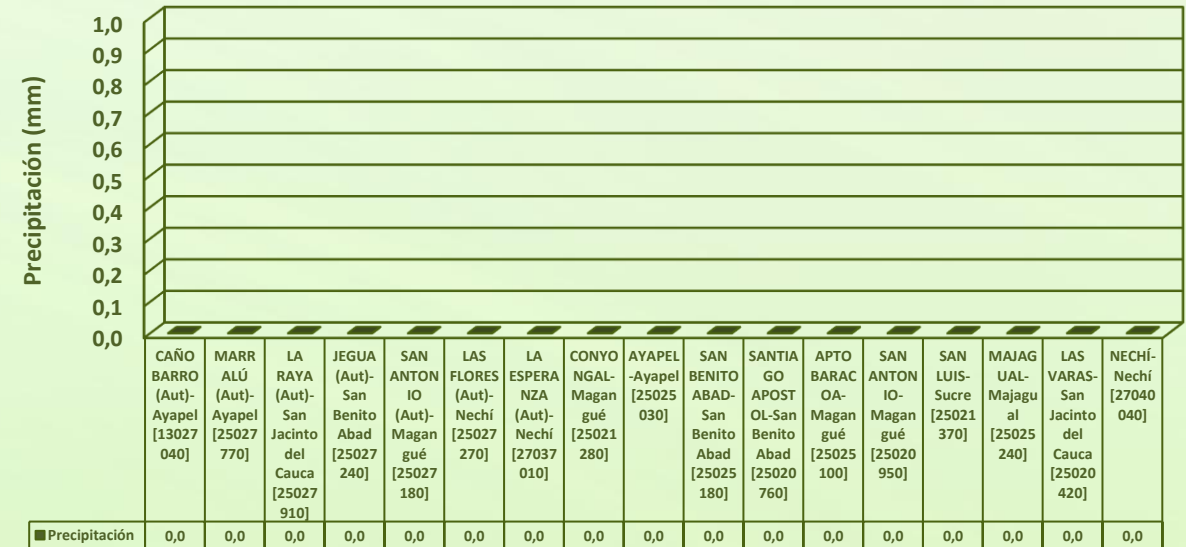 Precipitación (mm)
1,0
0,9
0,8
0,7
0,6
0,5
0,4
0,3
0,2
0,1
0,0
CAÑO
BARRO
(Aut)-
Ayapel
[13027
040]
MARR
ALÚ
(Aut)-
Ayapel
[25027
770]
LA
RAYA
(Aut)-
San
Jacinto
del
Cauca
[25027
910]
JEGUA
(Aut)-
San
Benito
Abad
[25027
240]
SAN
ANTON
IO
(Aut)-
Magan
gué
[25027
180]
LAS
FLORES
(Aut)-
Nechí
[25027
270]
LA
ESPERA
NZA
(Aut)-
Nechí
[27037
010]
CONYO
NGAL-
Magan
gué
[25021
280]
AYAPEL
-Ayapel
[25025
030]
SAN
BENITO
ABAD-
San
Benito
Abad
[25025
180]
SANTIA
GO
APOST
OL-San
Benito
Abad
[25020
760]
APTO
BARAC
OA-
Magan
gué
[25025
100]
SAN
ANTON
IO-
Magan
gué
[25020
950]
SAN
LUIS-
Sucre
[25021
370]
MAJAG
UAL-
Majagu
al
[25025
240]
LAS
VARAS-
San
Jacinto
del
Cauca
[25020
420]
NECHÍ-
Nechí
[27040
040]
Precipitación 0,0 0,0 0,0 0,0 0,0 0,0 0,0 0,0 0,0 0,0 0,0 0,0 0,0 0,0 0,0 0,0 0,0